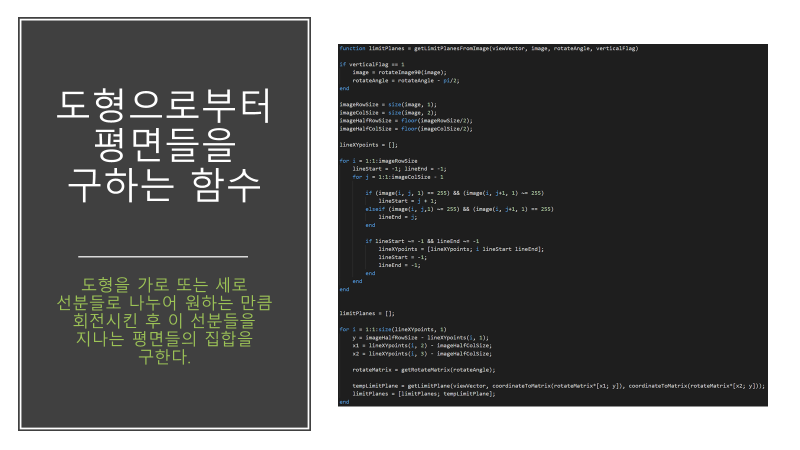 도형으로부터
평면들을
구하는 함수
도형을 가로 또는 세로
선분들로 나누어 원하는 만큼
회전시킨 후 이 선분들을
지나는 평면들의 집합을
구한다.
function limitPlanes = getLimitPlanesFromImage(viewVector, image, rotateAngle, verticalFlag)
if verticalFlag == 1
image = rotateImage90(image);
rotateAngle = rotateAngle - pi/2;
end
imageRowSize = size(image, 1);
imageColSize = size(image, 2);
imageHalfRowSize = floor(imageRowSize/2);
imageHalfColSize = floor(imageColSize/2);
lineXYpoints = [];
for i = 1:1:imageRowSize
lineStart = -1; lineEnd = -1;
for j = 1:1:imageColSize - 1
if (image(i, j, 1) == 255) && (image(i, j+1, 1) ~= 255)
lineStart = j + 1;
elseif (image(i, j,1) ~= 255) && (image(i, j+1, 1) == 255)
lineEnd = j;
end
if lineStart ~= -1 && lineEnd ~= -1
lineXYpoints = [lineXYpoints; i lineStart lineEnd];
lineStart = -1;
lineEnd = -1;
end
end
end
limitPlanes = [];
for i = 1:1:size(lineXYpoints, 1)
y = imageHalfRowSize - lineXYpoints(i, 1);
x1 = lineXYpoints(i, 2) - imageHalfColSize;
x2 = lineXYpoints(i, 3) - imageHalfColSize;
rotateMatrix = getRotateMatrix(rotateAngle);
tempLimitPlane = getLimitPlane(viewVector, coordinateToMatrix(rotateMatrix*[x1; y]), coordinateToMatrix(rotateMatrix*[x2; y]));
limitPlanes = [limitPlanes; tempLimitPlane];
end